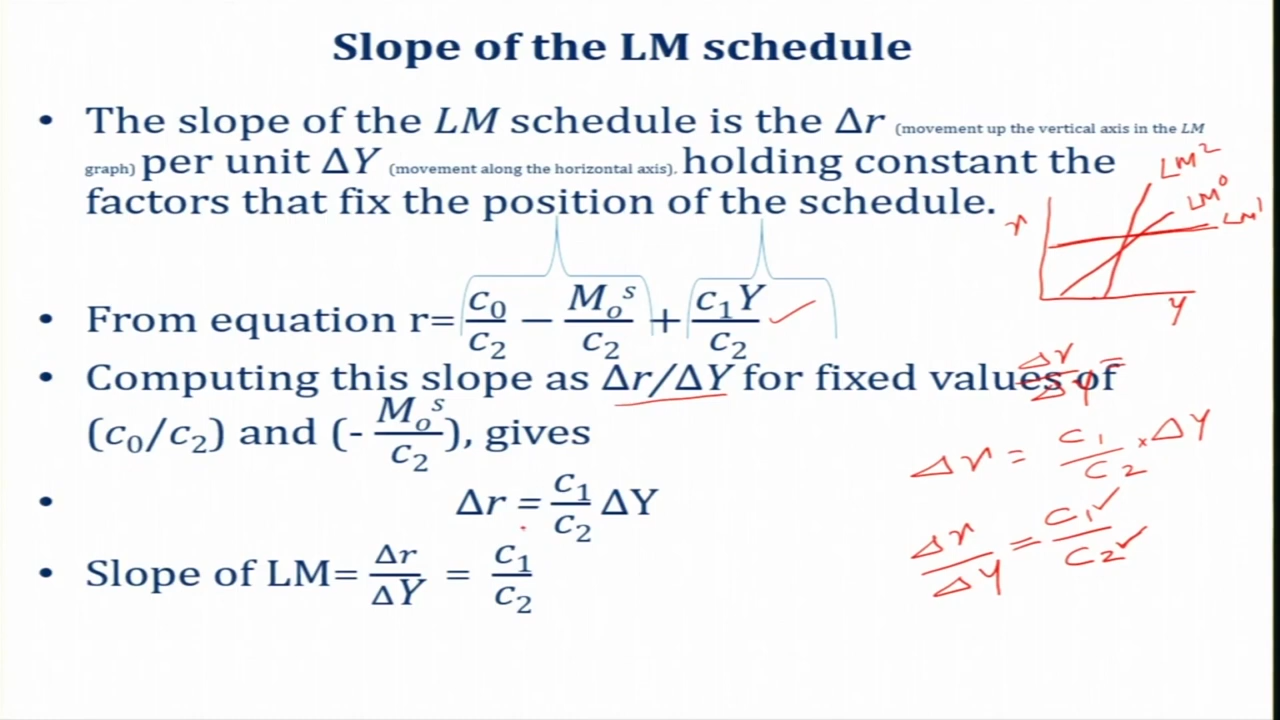 Slope of the LM schedule
• The slope of the LM schedule is the Δr (movement up the vertical axis in the LM
graph) per unit ΔY (movement along the horizontal axis), holding constant the
factors that fix the position of the schedule.
LM²
LM⁰
LM¹
r
Y
• From equation r= c₀/c₂ − Mₒˢ/c₂ + c₁Y/c₂ ✓
• Computing this slope as Δr/ΔY for fixed values of
Δr/ΔY =
(c₀/c₂) and (- Mₒˢ/c₂), gives
Δr = c₁/c₂ × ΔY
• Δr = c₁/c₂ ΔY
Δr/ΔY = c₁✓/c₂✓
• Slope of LM= Δr/ΔY = c₁/c₂